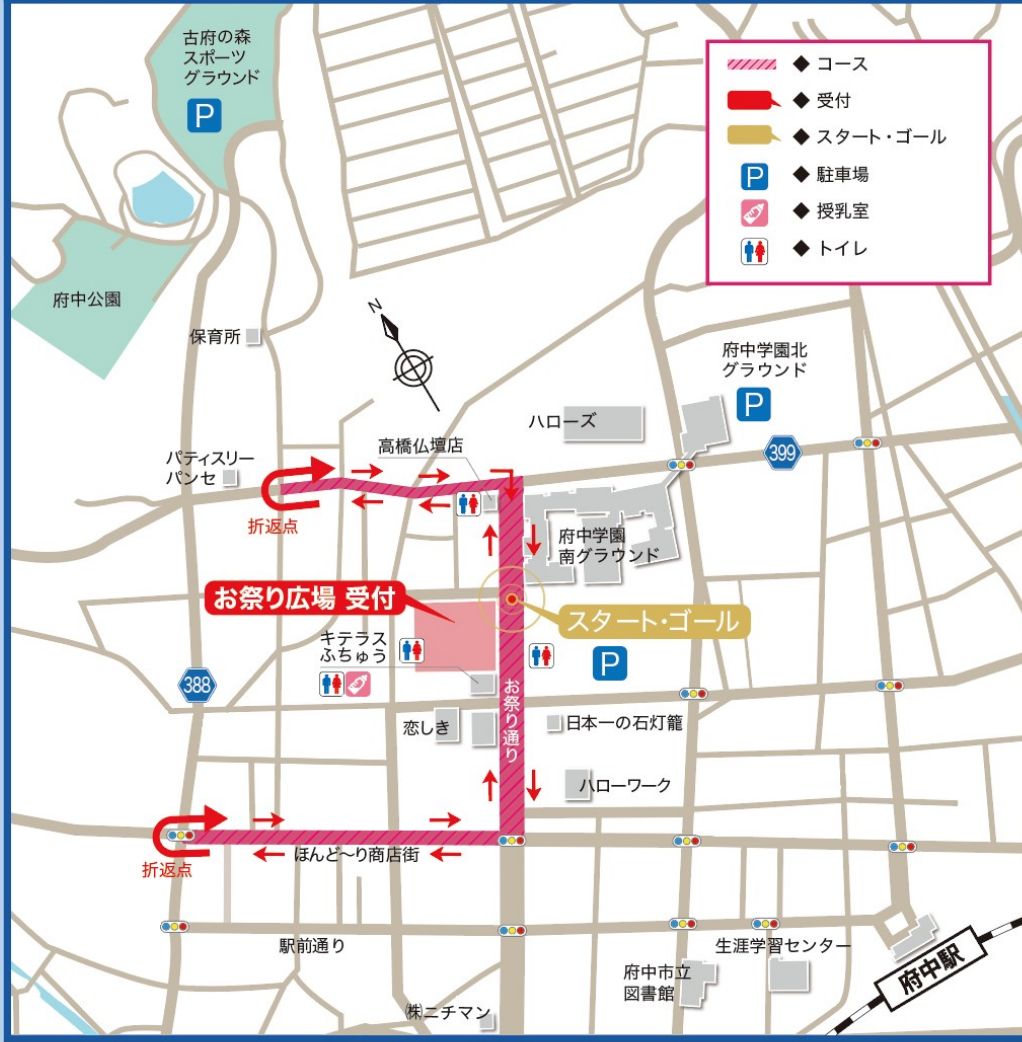 古府の森
スポーツ
グラウンド
P
◆ コース
◆ 受付
◆ スタート・ゴール
P ◆ 駐車場
◆ 授乳室
◆ トイレ
府中公園
N
保育所
府中学園北
グラウンド
P
ハローズ
399
高橋仏壇店
パティスリー
パンセ
折返点
府中学園
南グラウンド
お祭り広場 受付
スタート・ゴール
キテラス
ふちゅう
P
388
お祭り通り
恋しき
日本一の石灯籠
ハローワーク
ほんど～り商店街
折返点
駅前通り
生涯学習センター
府中市立
図書館
府中駅
㈱ニチマン